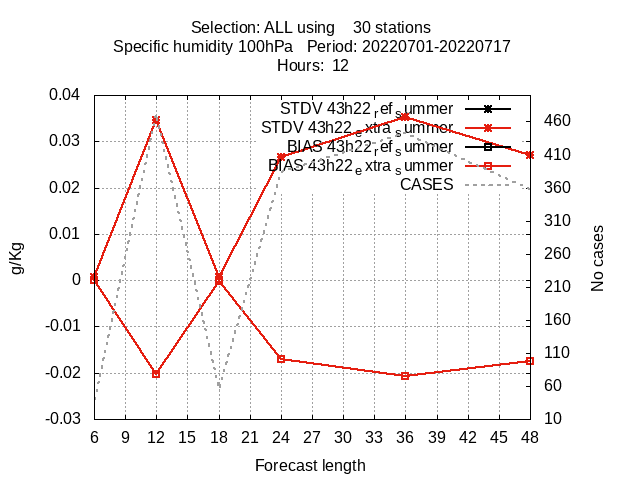 Selection: ALL using    30 stations
Specific humidity 100hPa   Period: 20220701-20220717
Hours:  12
STDV 43h22_ref_summer
STDV 43h22_extra_summer
BIAS 43h22_ref_summer
BIAS 43h22_extra_summer
CASES
0.04
0.03
0.02
0.01
0
-0.01
-0.02
-0.03
g/Kg
460
410
360
310
260
210
160
110
60
10
No cases
6 9 12 15 18 21 24 27 30 33 36 39 42 45 48
Forecast length